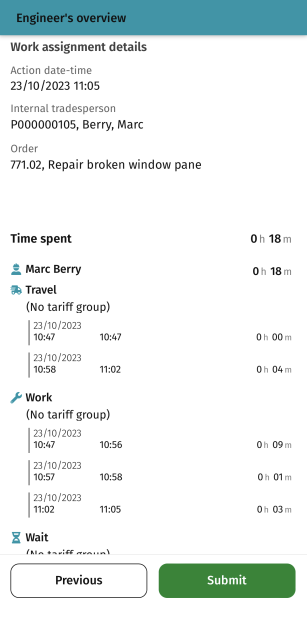 Engineer's overview
Work assignment details
Action date-time
23/10/2023 11:05
Internal tradesperson
P000000105, Berry, Marc
Order
771.02, Repair broken window pane
Time spent 0 h 18 m
Marc Berry 0 h 18 m
Travel
(No tariff group)
23/10/2023
10:47 10:47 0 h 00 m
23/10/2023
10:58 11:02 0 h 04 m
Work
(No tariff group)
23/10/2023
10:47 10:56 0 h 09 m
23/10/2023
10:57 10:58 0 h 01 m
23/10/2023
11:02 11:05 0 h 03 m
Wait
(No tariff group)
Previous Submit